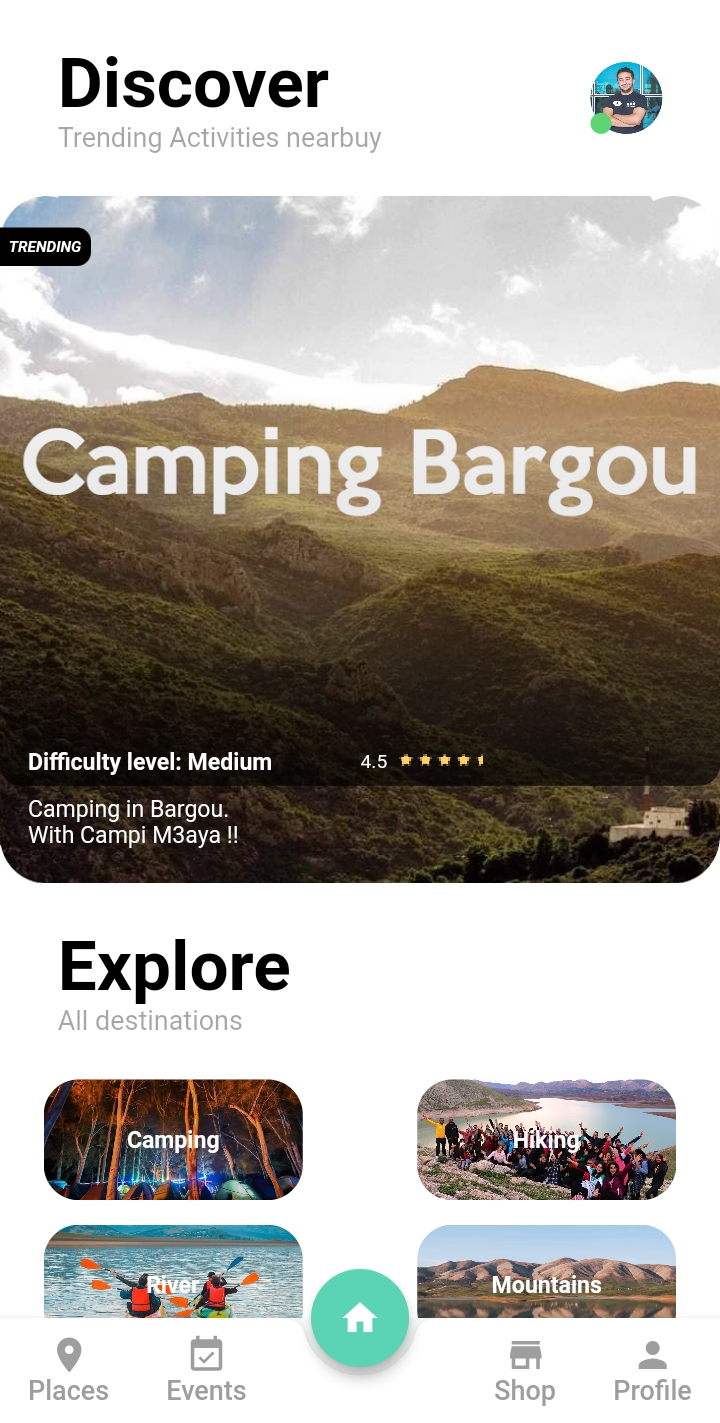 Discover
Trending Activities nearbuy
TRENDING
Camping Bargou
Difficulty level: Medium
4.5
Camping in Bargou.
With Campi M3aya !!
Explore
All destinations
Camping
Hiking
River
Mountains
Places
Events
Shop
Profile